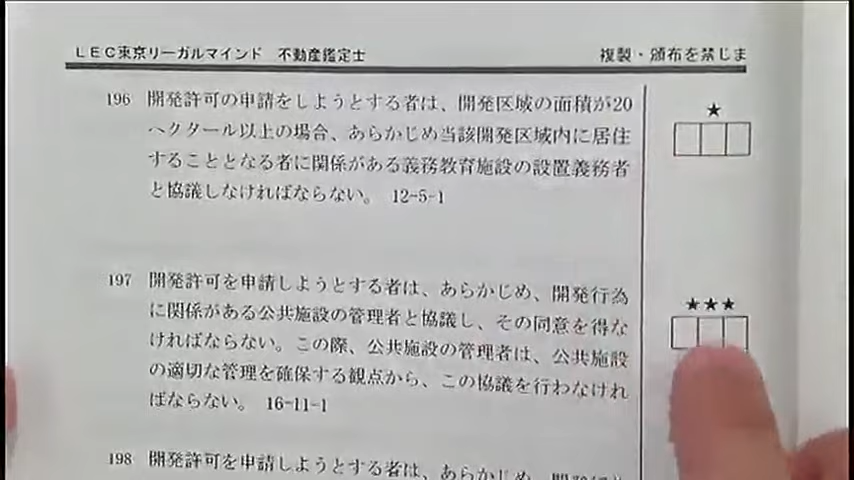 LEC東京リーガルマインド 不動産鑑定士
複製・頒布を禁じま
196 開発許可の申請をしようとする者は、開発区域の面積が20
ヘクタール以上の場合、あらかじめ当該開発区域内に居住
することとなる者に関係がある義務教育施設の設置義務者
と協議しなければならない。 12-5-1
★
197 開発許可を申請しようとする者は、あらかじめ、開発行為
に関係がある公共施設の管理者と協議し、その同意を得な
ければならない。この際、公共施設の管理者は、公共施設
の適切な管理を確保する観点から、この協議を行わなけれ
ばならない。 16-11-1
★★★
198 開発許可を申請しようとする者は、あらかじめ、